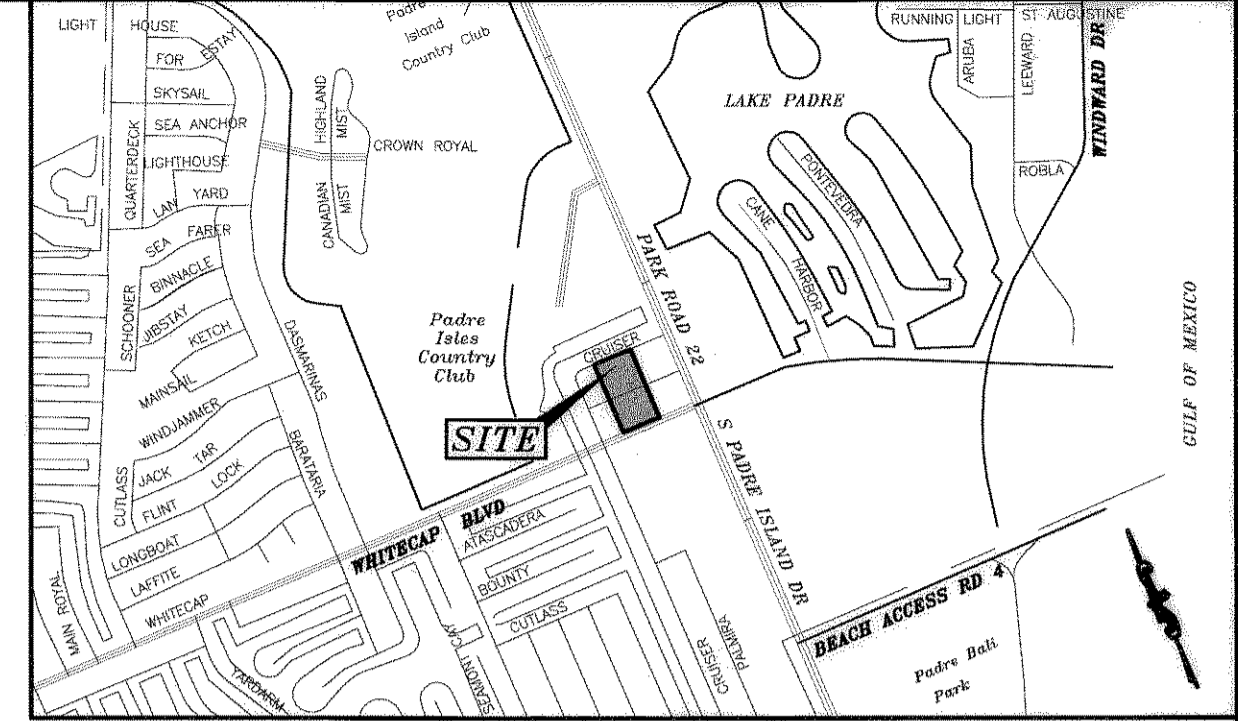 LIGHT
HOUSE
FOR
ESTAY
SKYSAIL
SEA ANCHOR
LIGHTHOUSE
LAN
YARD
QUARTERDECK
SEA
FARER
BINNACLE
JIBSTAY
KETCH
SCHOONER
MAINSAIL
WINDJAMMER
JACK
TAR
FLINT
LOCK
CUTLASS
LONGBOAT
LAFFITE
WHITECAP
MAIN ROYAL
DASMARINAS
BARATARIA
HIGHLAND
MIST
CROWN ROYAL
CANADIAN
MIST
Padre
Island
Country Club
Padre
Isles
Country
Club
CRUISER
SITE
WHITECAP
BLVD
ATASCADERA
BOUNTY
CUTLASS
YARDARM
SEAMOUNT
CAY
CRUISER
PALMIRA
PARK ROAD 22
S PADRE ISLAND DR
LAKE PADRE
PONTEVEDRA
CANE
HARBOR
RUNNING
LIGHT
ARUBA
ST AUGUSTINE
LEEWARD
WINDWARD DR
ROBLA
GULF OF MEXICO
BEACH ACCESS RD 4
Padre Bali
Park